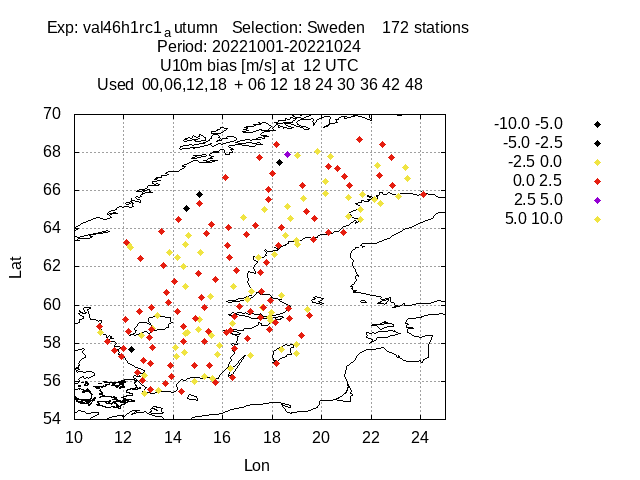 Exp: val46h1rc1a utumn Selection: Sweden 172 stations
Period: 20221001-20221024
U10m bias [m/s] at 12 UTC
Used 00,06,12,18 + 06 12 18 24 30 36 42 48
70
68
66
64
62
60
58
56
54
Lat
10 12 14 16 18 20 22 24
Lon
-10.0 -5.0
-5.0 -2.5
-2.5 0.0
0.0 2.5
2.5 5.0
5.0 10.0